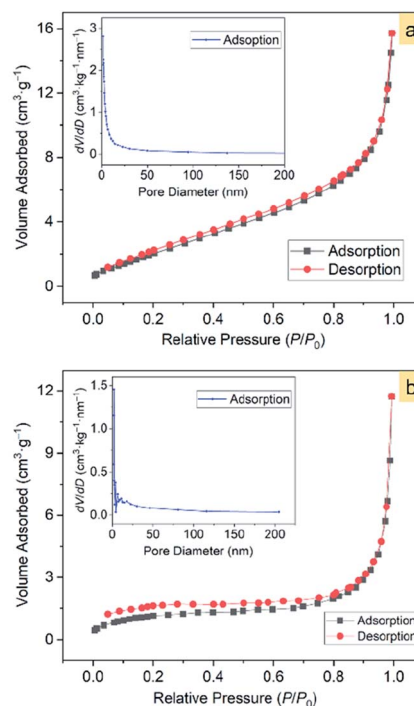 a
Adsoption
dV/dD (cm³·kg⁻¹·nm⁻¹)
3
2
1
0
0 50 100 150 200
Pore Diameter (nm)
Volume Adsorbed (cm³·g⁻¹)
16
12
8
4
0
Adsorption
Desorption
0.0 0.2 0.4 0.6 0.8 1.0
Relative Pressure (P/P₀)
b
Adsorption
dV/dD (cm³·kg⁻¹·nm⁻¹)
1.5
1.0
0.5
0.0
0 50 100 150 200
Pore Diameter (nm)
Volume Adsorbed (cm³·g⁻¹)
12
9
6
3
0
Adsorption
Desorption
0.0 0.2 0.4 0.6 0.8 1.0
Relative Pressure (P/P₀)